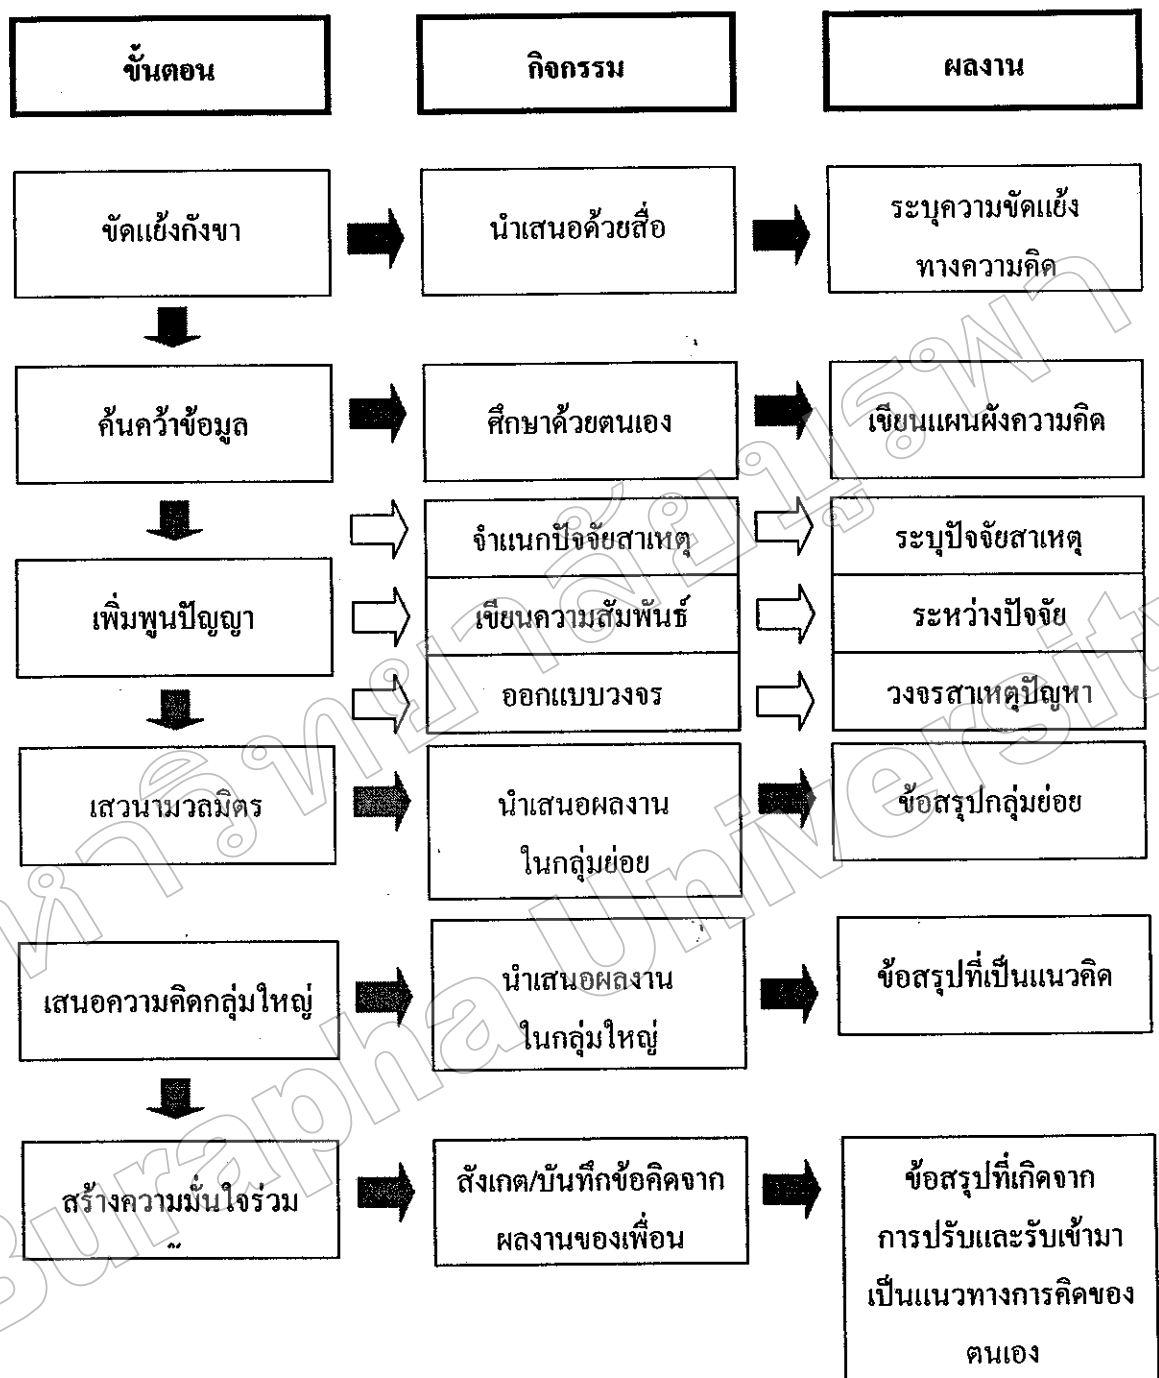 ขั้นตอน
กิจกรรม
ผลงาน
ขัดแย้งกังขา
นำเสนอด้วยสื่อ
ระบุความขัดแย้ง
ทางความคิด
ค้นคว้าข้อมูล
ศึกษาด้วยตนเอง
เขียนแผนผังความคิด
จำแนกปัจจัยสาเหตุ
ระบุปัจจัยสาเหตุ
เพิ่มพูนปัญญา
เขียนความสัมพันธ์
ระหว่างปัจจัย
ออกแบบวงจร
วงจรสาเหตุปัญหา
เสวนามวลมิตร
นำเสนอผลงาน
ในกลุ่มย่อย
ข้อสรุปกลุ่มย่อย
เสนอความคิดกลุ่มใหญ่
นำเสนอผลงาน
ในกลุ่มใหญ่
ข้อสรุปที่เป็นแนวคิด
สร้างความมั่นใจร่วม
สังเกต/บันทึกข้อคิดจาก
ผลงานของเพื่อน
ข้อสรุปที่เกิดจาก
การปรับและรับเข้ามา
เป็นแนวทางการคิดของ
ตนเอง
มหาวิทยาลัยบูรพา
Burapha University